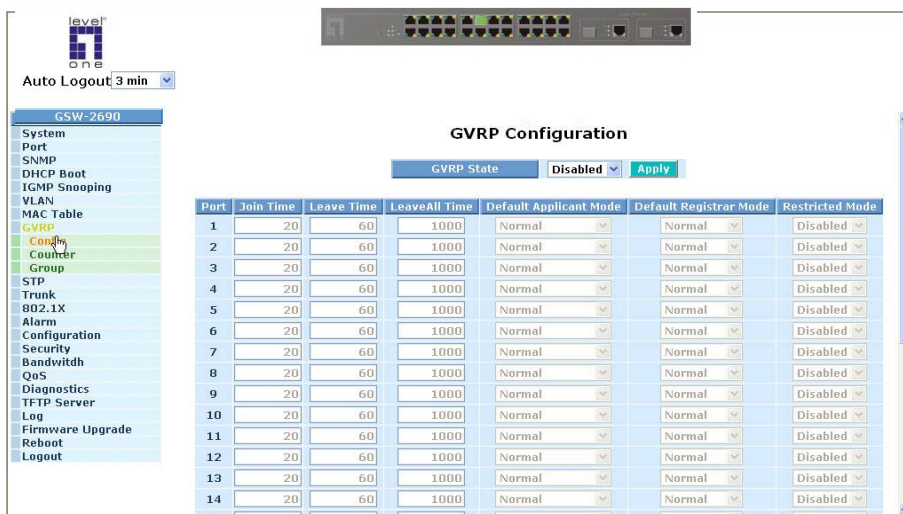 level
one
Auto Logout 3 min
GSW-2690
System
Port
SNMP
DHCP Boot
IGMP Snooping
VLAN
MAC Table
GVRP
Config
Counter
Group
STP
Trunk
802.1X
Alarm
Configuration
Security
Bandwitdh
QoS
Diagnostics
TFTP Server
Log
Firmware Upgrade
Reboot
Logout
GVRP Configuration
GVRP State Disabled Apply
Port Join Time Leave Time LeaveAll Time Default Applicant Mode Default Registrar Mode Restricted Mode
1 20 60 1000 Normal Normal Disabled
2 20 60 1000 Normal Normal Disabled
3 20 60 1000 Normal Normal Disabled
4 20 60 1000 Normal Normal Disabled
5 20 60 1000 Normal Normal Disabled
6 20 60 1000 Normal Normal Disabled
7 20 60 1000 Normal Normal Disabled
8 20 60 1000 Normal Normal Disabled
9 20 60 1000 Normal Normal Disabled
10 20 60 1000 Normal Normal Disabled
11 20 60 1000 Normal Normal Disabled
12 20 60 1000 Normal Normal Disabled
13 20 60 1000 Normal Normal Disabled
14 20 60 1000 Normal Normal Disabled